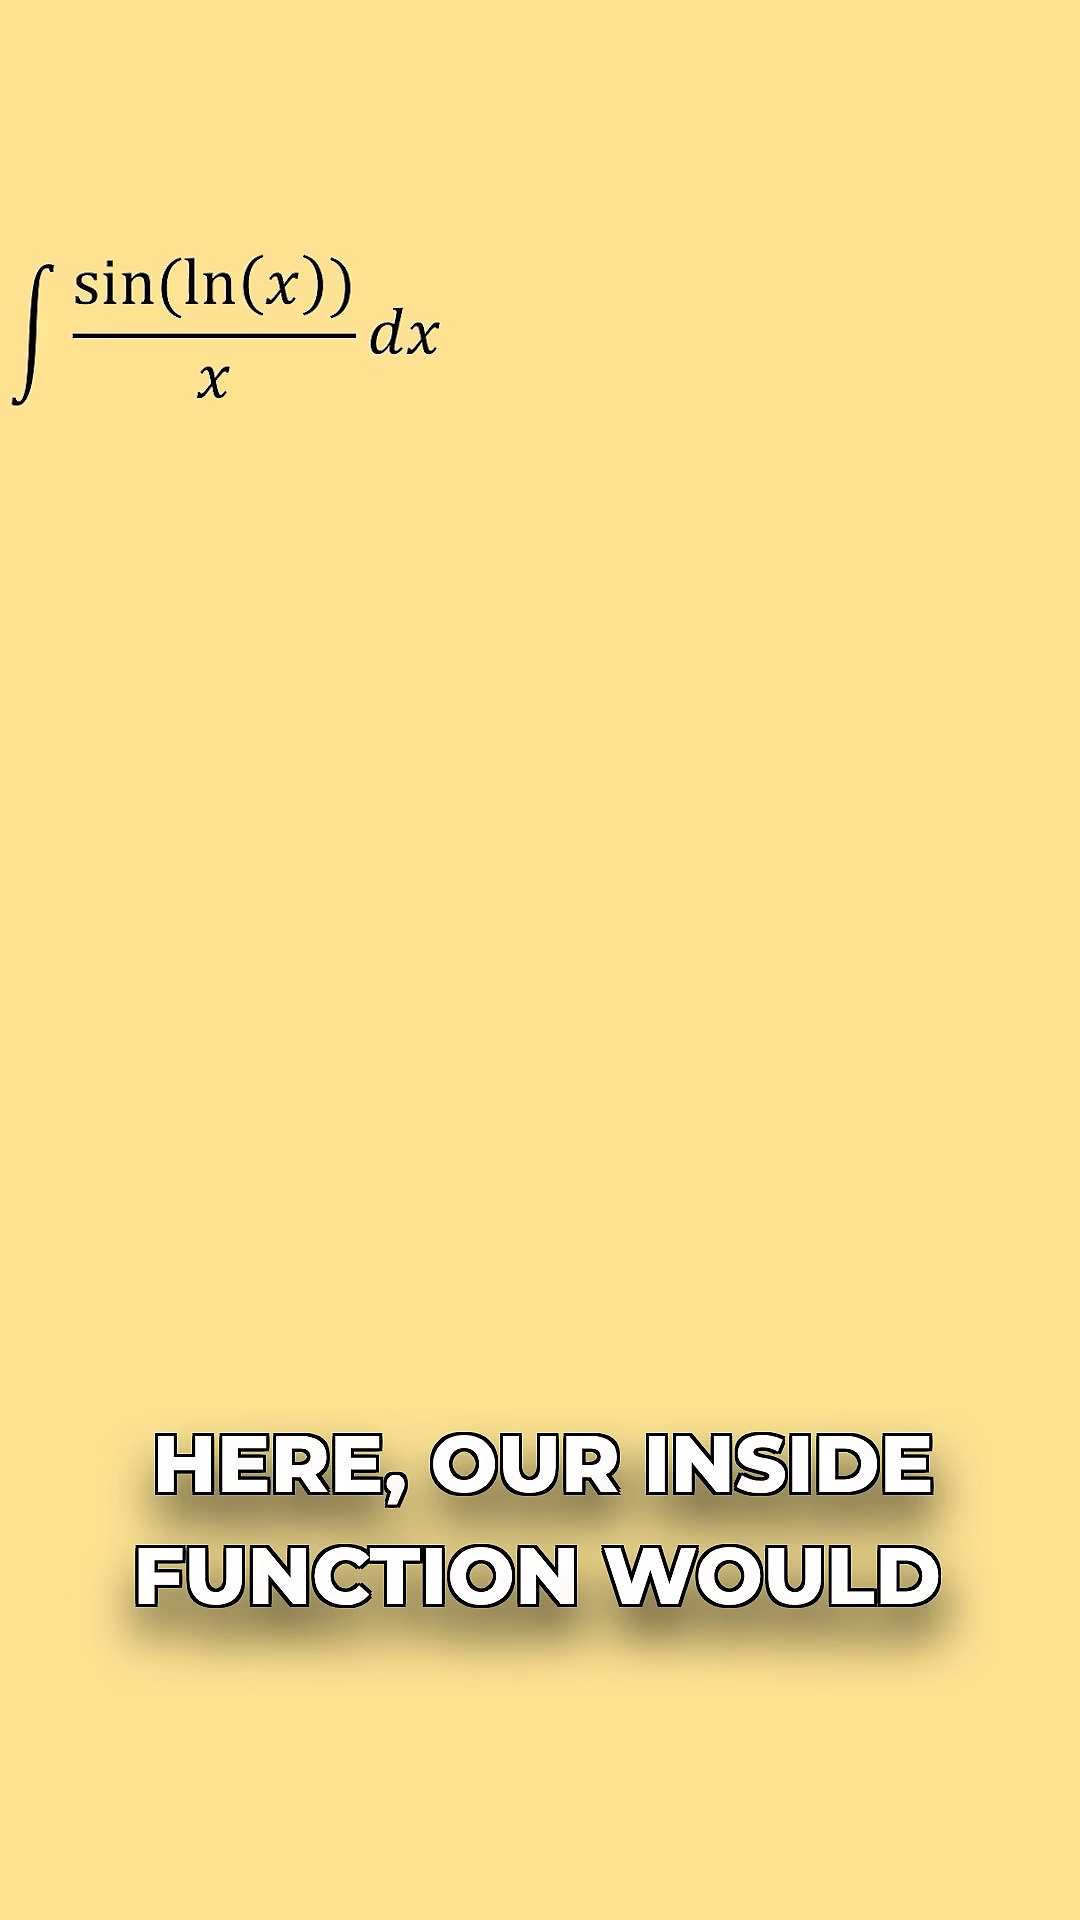 ∫ sin(ln(x))/x dx
HERE, OUR INSIDE
FUNCTION WOULD